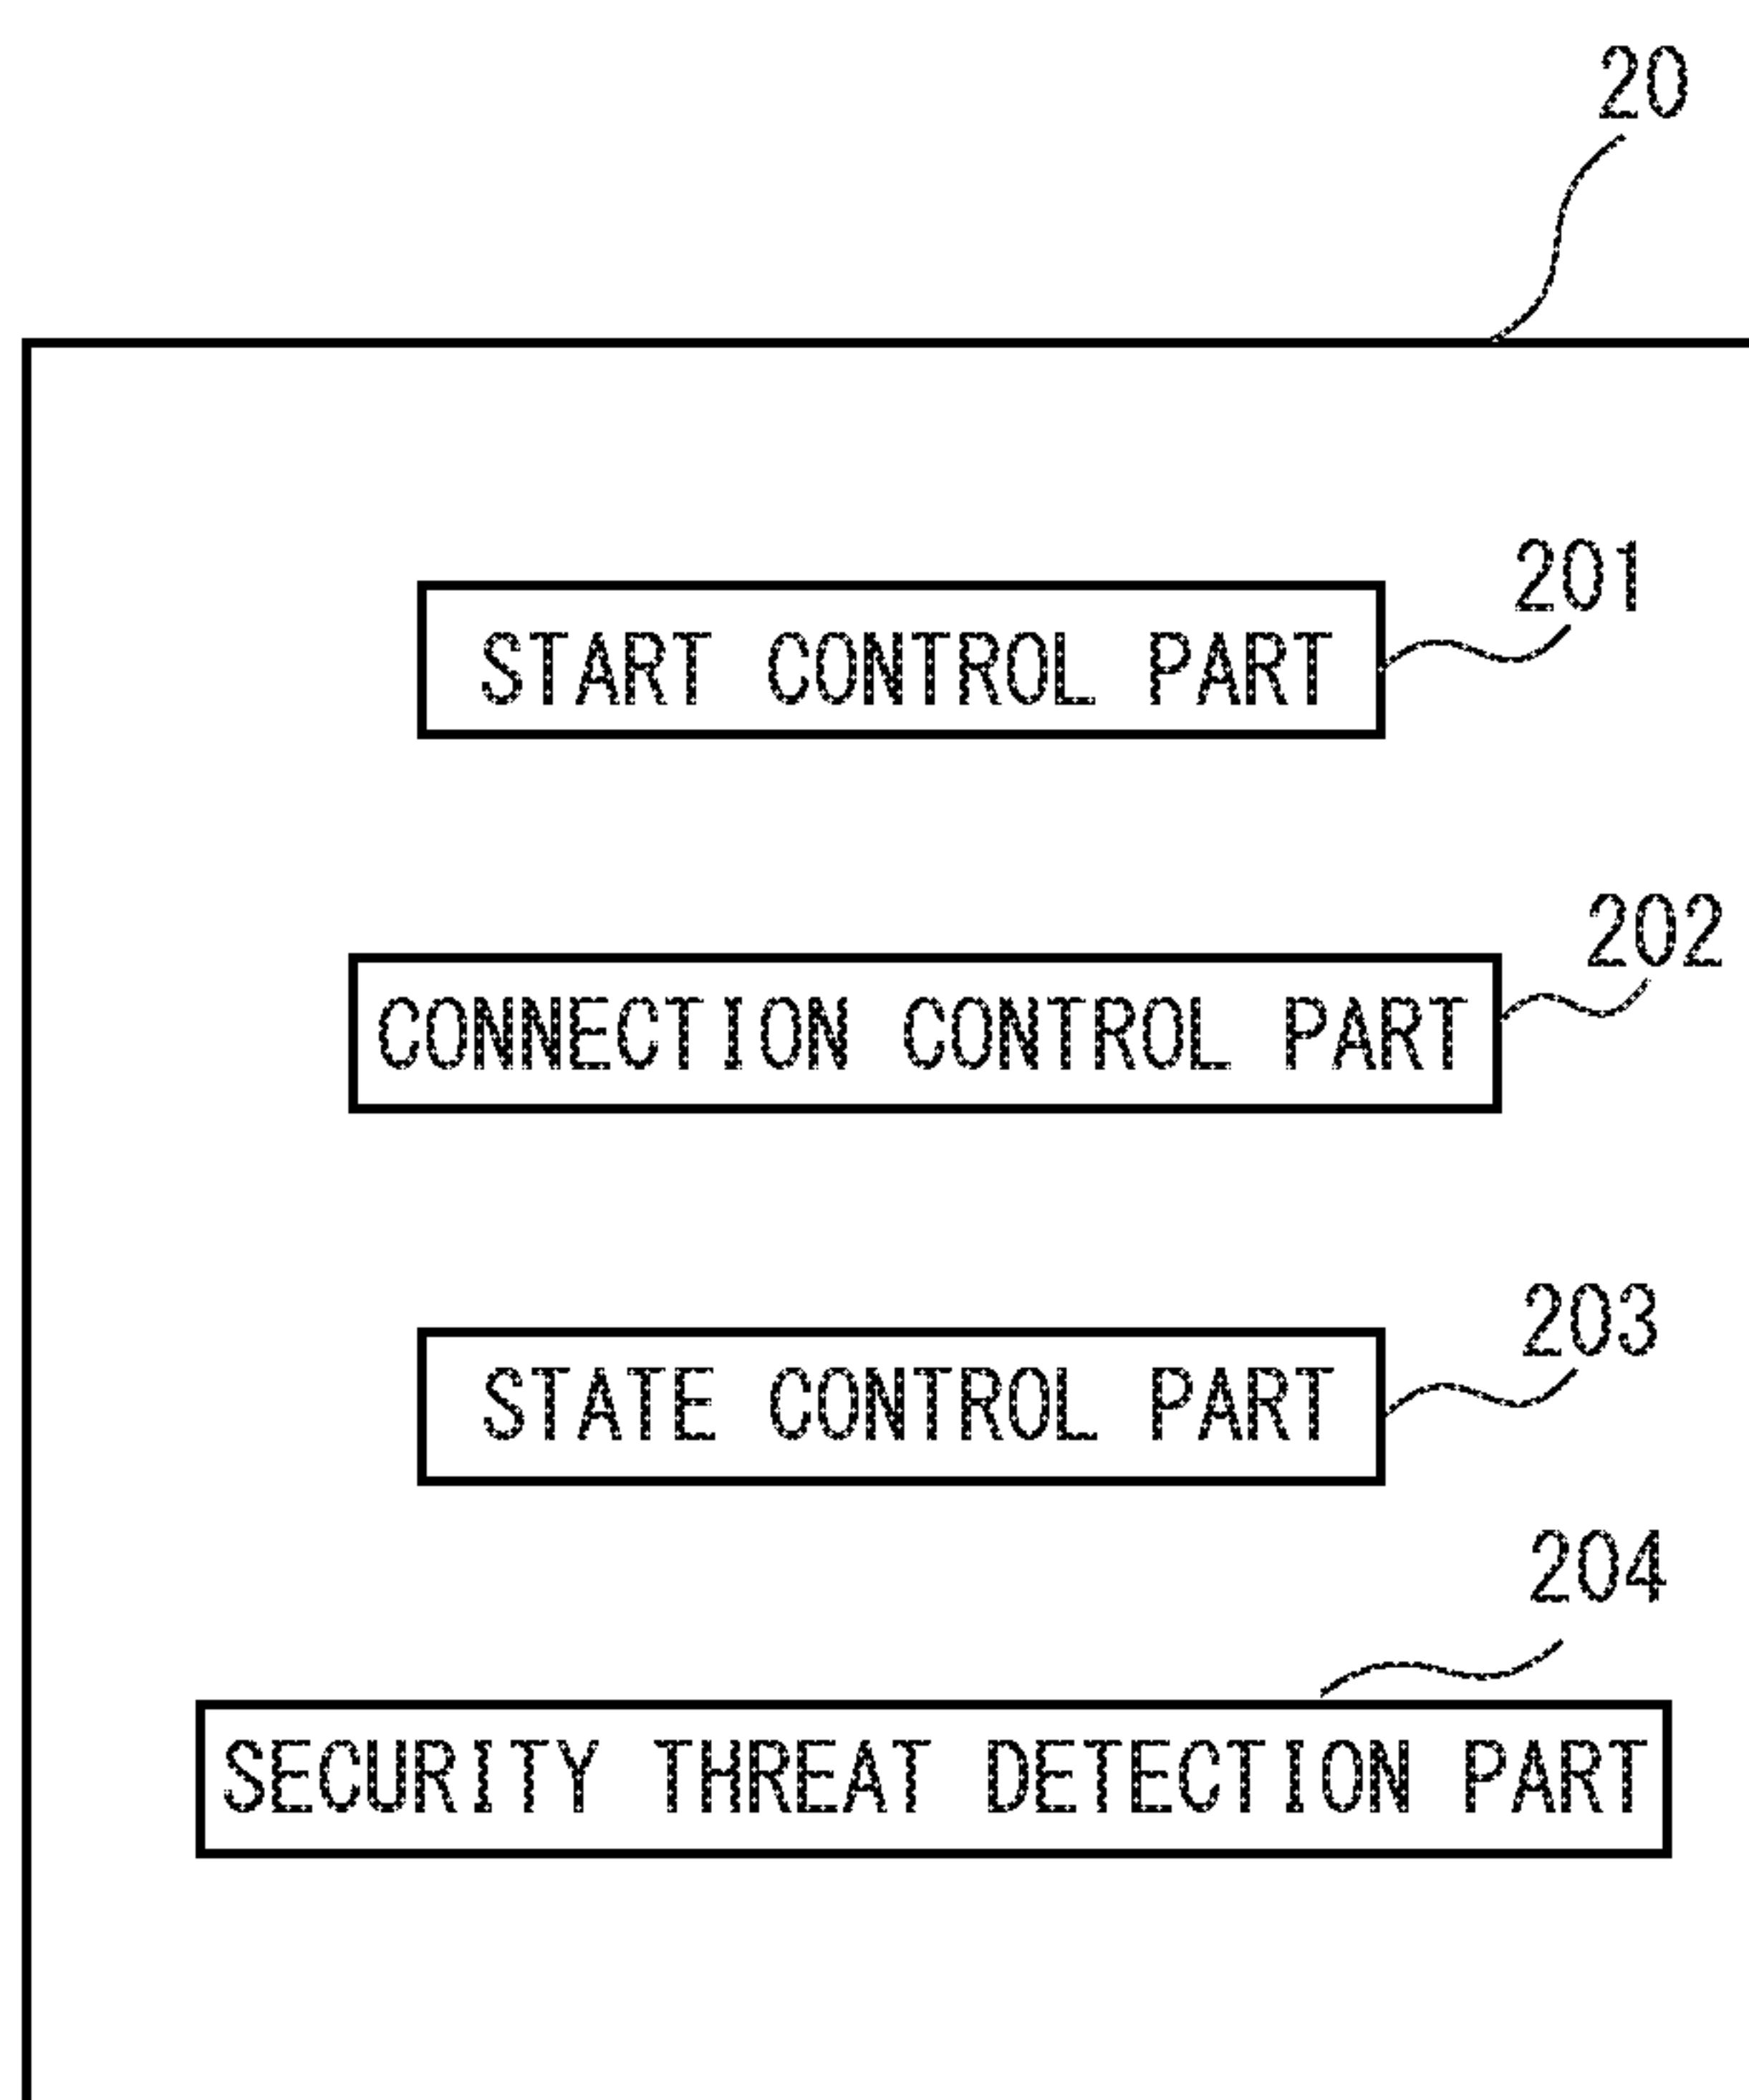 20
201
START CONTROL PART
202
CONNECTION CONTROL PART
203
STATE CONTROL PART
204
SECURITY THREAT DETECTION PART